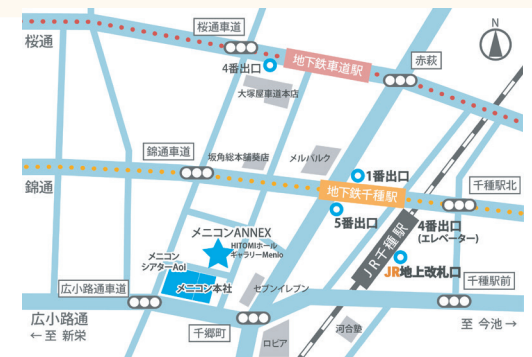 桜通車道
N
桜通
地下鉄車道駅
赤萩
4番出口
大塚屋車道本店
錦通車道
坂角総本舗葵店
メルパルク
1番出口
錦通
地下鉄千種駅
千種駅北
5番出口
4番出口
(エレベーター)
メニコンANNEX
HITOMIホール
ギャラリーMenio
JR千種駅
メニコン
シアターAoi
JR地上改札口
メニコン本社
セブンイレブン
広小路通車道
千種駅前
広小路通
←至 新栄
千郷町
河合塾
至 今池→
ロピア